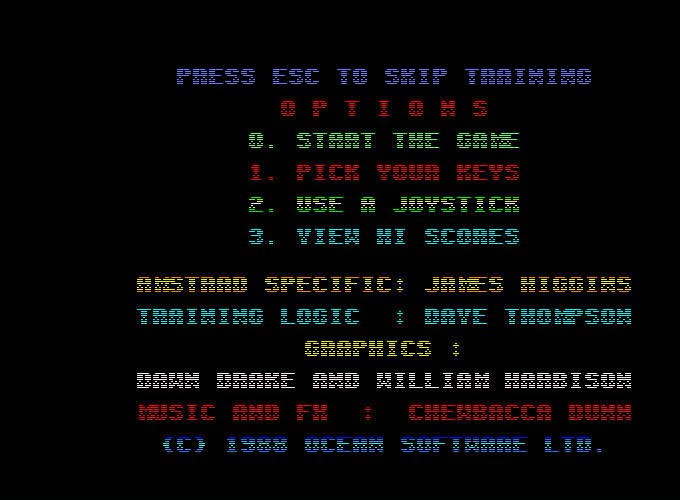 PRESS ESC TO SKIP TRAINING
O P T I O N S
0. START THE GAME
1. PICK YOUR KEYS
2. USE A JOYSTICK
3. VIEW HI SCORES
AMSTRAD SPECIFIC: JAMES HIGGINS
TRAINING LOGIC : DAVE THOMPSON
GRAPHICS :
DAWN DRAKE AND WILLIAM HARBISON
MUSIC AND FX : CHEWBACCA DUNN
(C) 1988 OCEAN SOFTWARE LTD.